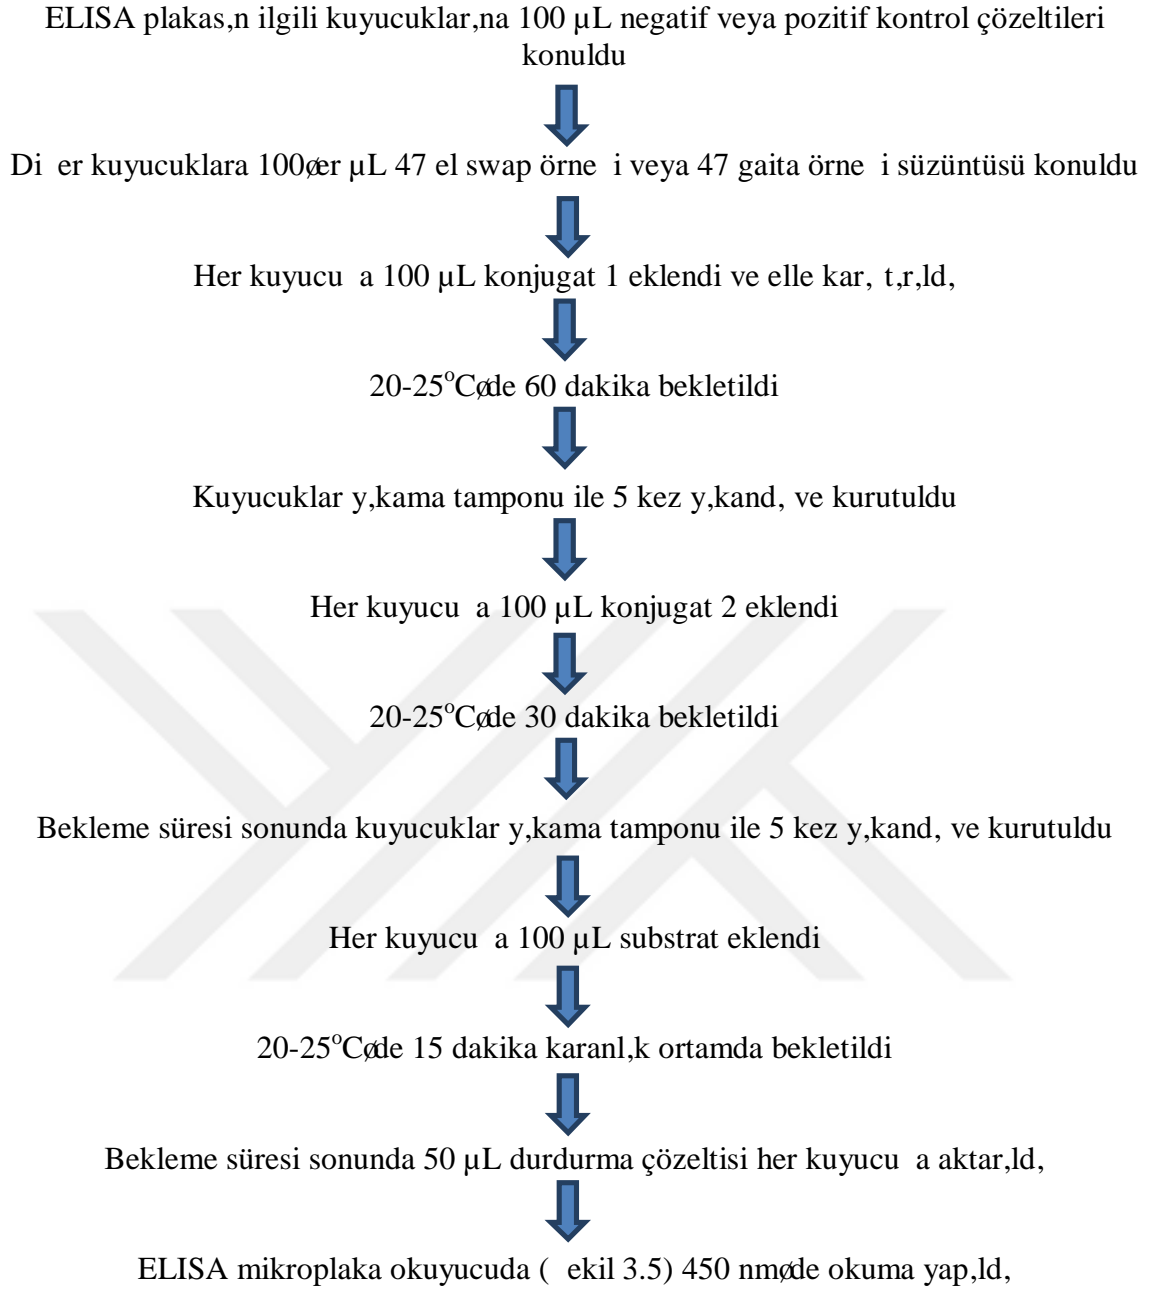 ELISA plakas,n ilgili kuyucuklar,na 100 µL negatif veya pozitif kontrol çözeltileri
konuldu
Di er kuyucuklara 100øer µL 47 el swap örne i veya 47 gaita örne i süzüntüsü konuldu
Her kuyucu a 100 µL konjugat 1 eklendi ve elle kar, t,r,ld,
20-25°Cøde 60 dakika bekletildi
Kuyucuklar y,kama tamponu ile 5 kez y,kand, ve kurutuldu
Her kuyucu a 100 µL konjugat 2 eklendi
20-25°Cøde 30 dakika bekletildi
Bekleme süresi sonunda kuyucuklar y,kama tamponu ile 5 kez y,kand, ve kurutuldu
Her kuyucu a 100 µL substrat eklendi
20-25°Cøde 15 dakika karanl,k ortamda bekletildi
Bekleme süresi sonunda 50 µL durdurma çözeltisi her kuyucu a aktar,ld,
ELISA mikroplaka okuyucuda ( ekil 3.5) 450 nmøde okuma yap,ld,